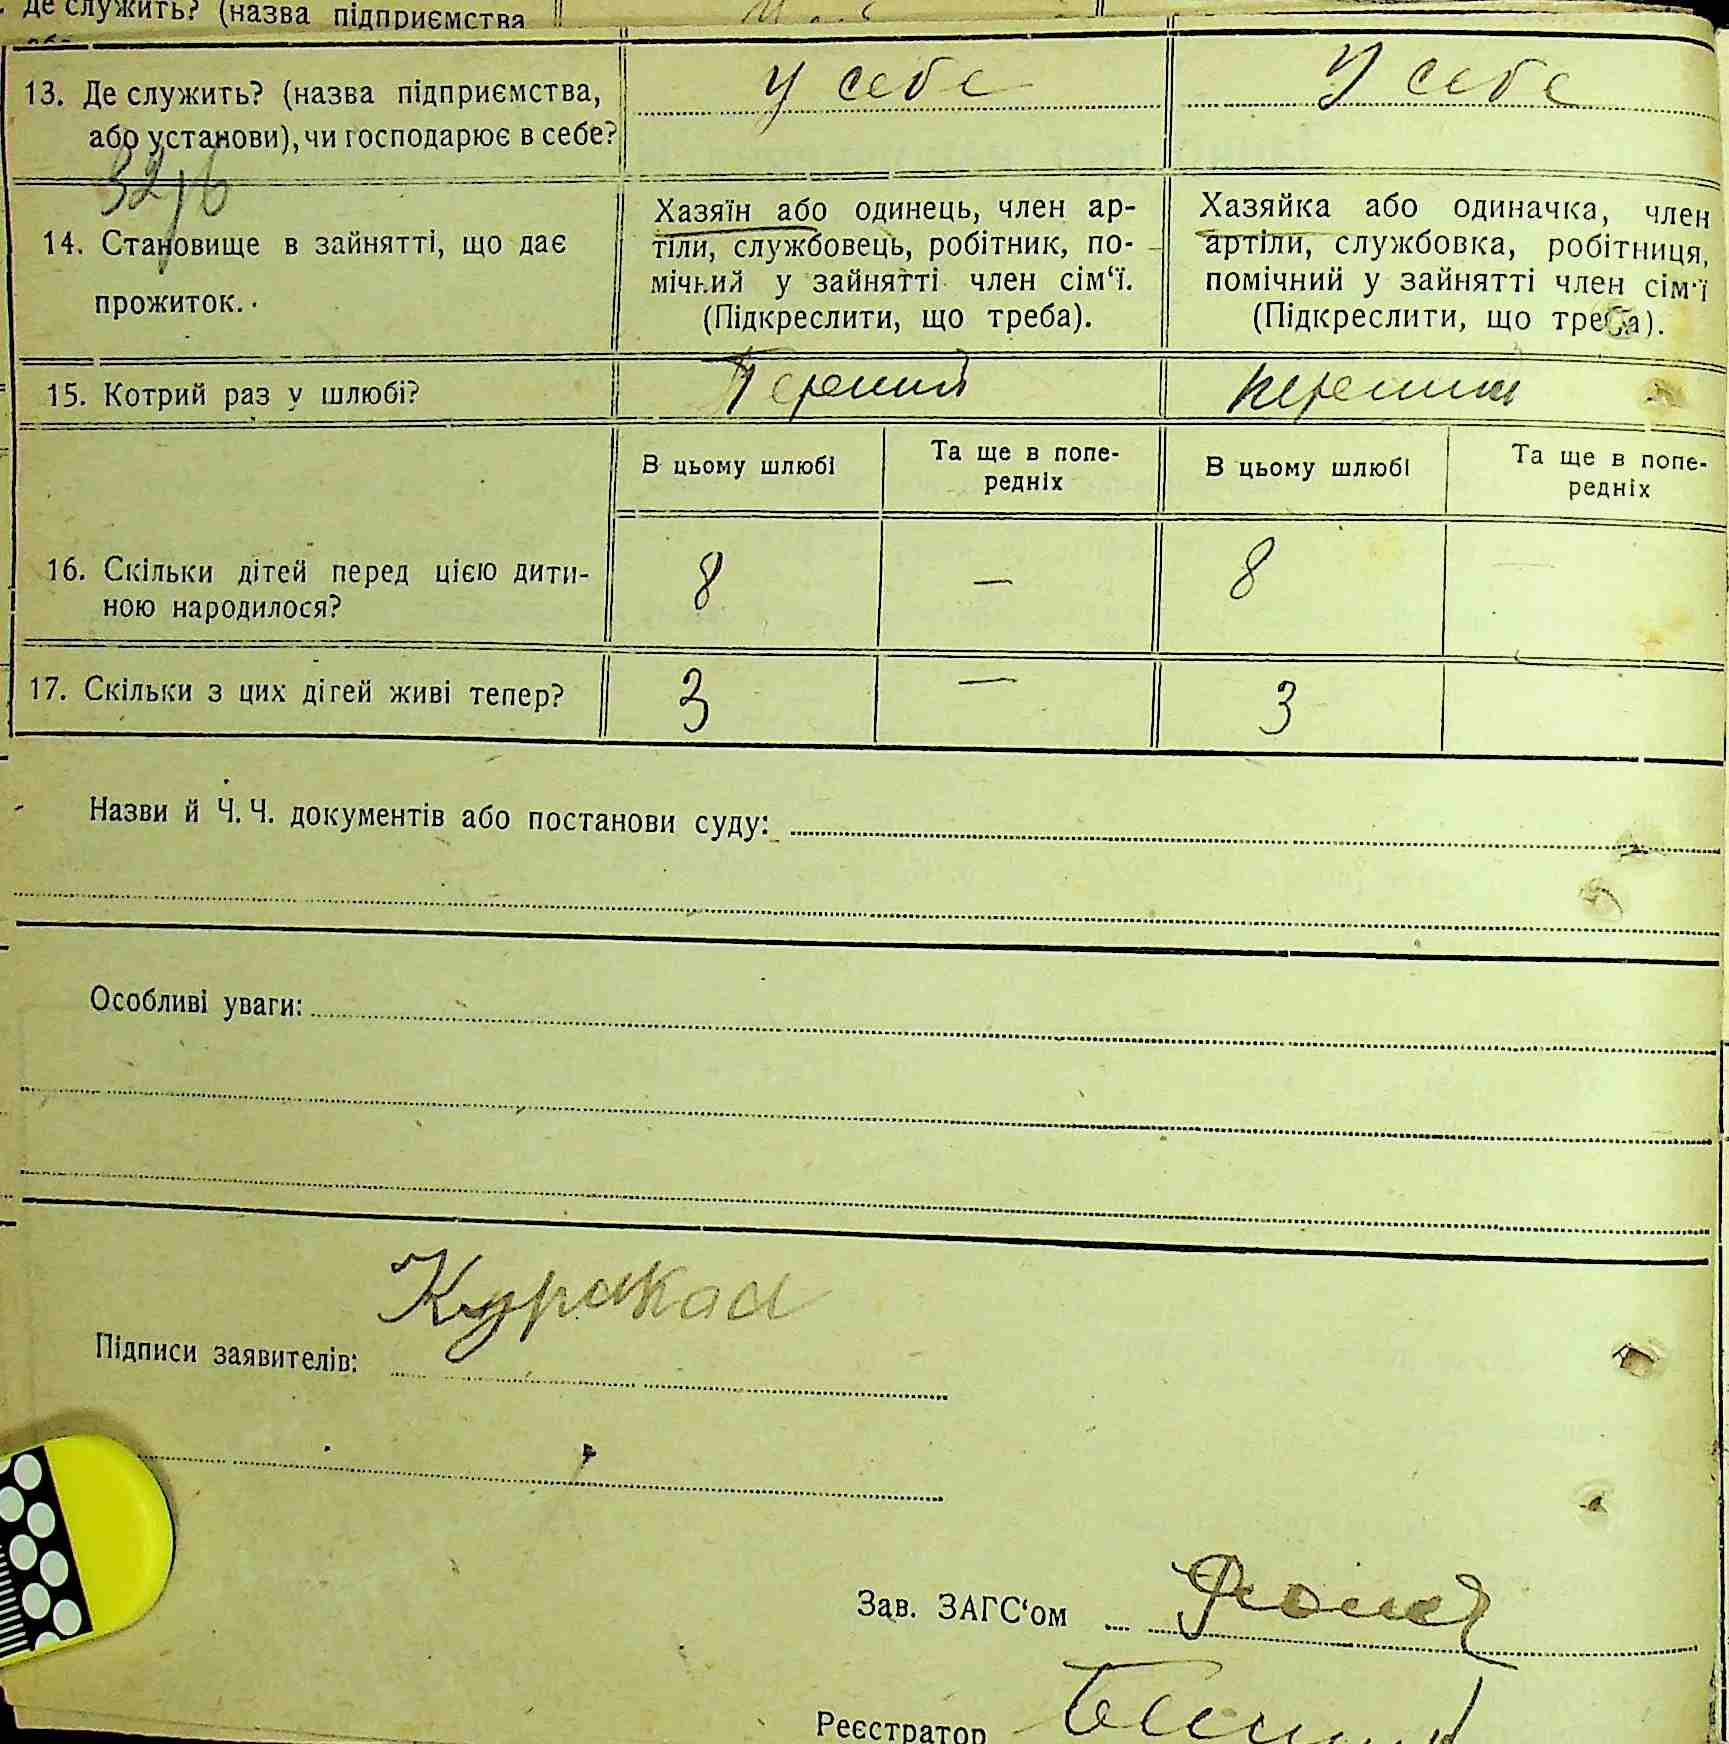 Де служить? (назва підприємства
13. Де служить? (назва підприємства, або установи), чи господарює в себе?
У себе
У себе
32/6
14. Становище в зайнятті, що дає прожиток.
Хазяїн або одинець, член ар-
тіли, службовець, робітник, по-
мічний у зайнятті член сім‘ї.
(Підкреслити, що треба).
Хазяйка або одиначка, член
артіли, службовка, робітниця,
помічний у зайнятті член сім‘ї
(Підкреслити, що треба).
15. Котрий раз у шлюбі?
В цьому шлюбі
Та ще в попе-
редніх
В цьому шлюбі
Та ще в попе-
редніх
16. Скільки дітей перед цією дити-
ною народилося?
8 — 8 —
17. Скільки з цих дітей живі тепер?
3 — 3
Назви й Ч. Ч. документів або постанови суду:
Особливі уваги:
Підписи заявителів:
Зав. ЗАГС‘ом
Реєстратор